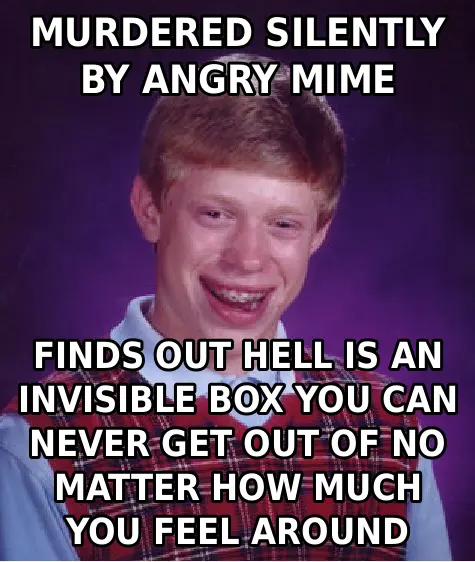 MURDERED SILENTLY
BY ANGRY MIME
FINDS OUT HELL IS AN
INVISIBLE BOX YOU CAN
NEVER GET OUT OF NO
MATTER HOW MUCH
YOU FEEL AROUND